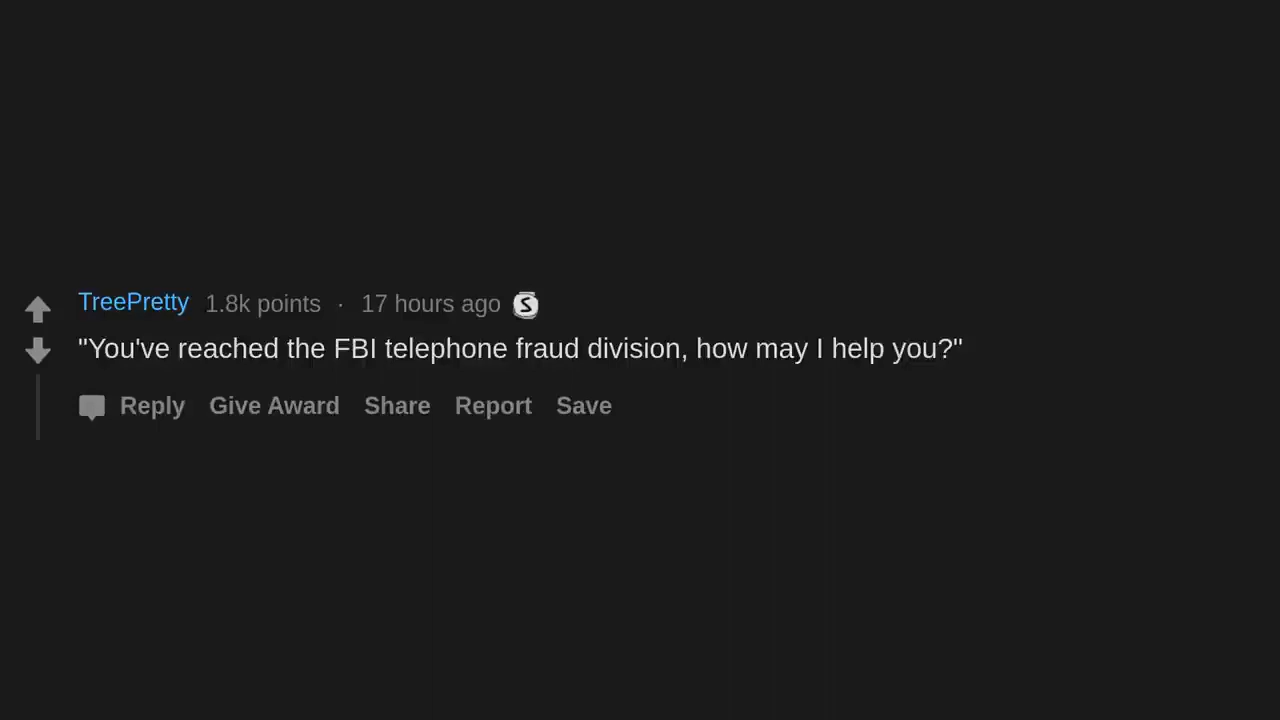 TreePretty 1.8k points · 17 hours ago S
"You've reached the FBI telephone fraud division, how may I help you?"
Reply Give Award Share Report Save